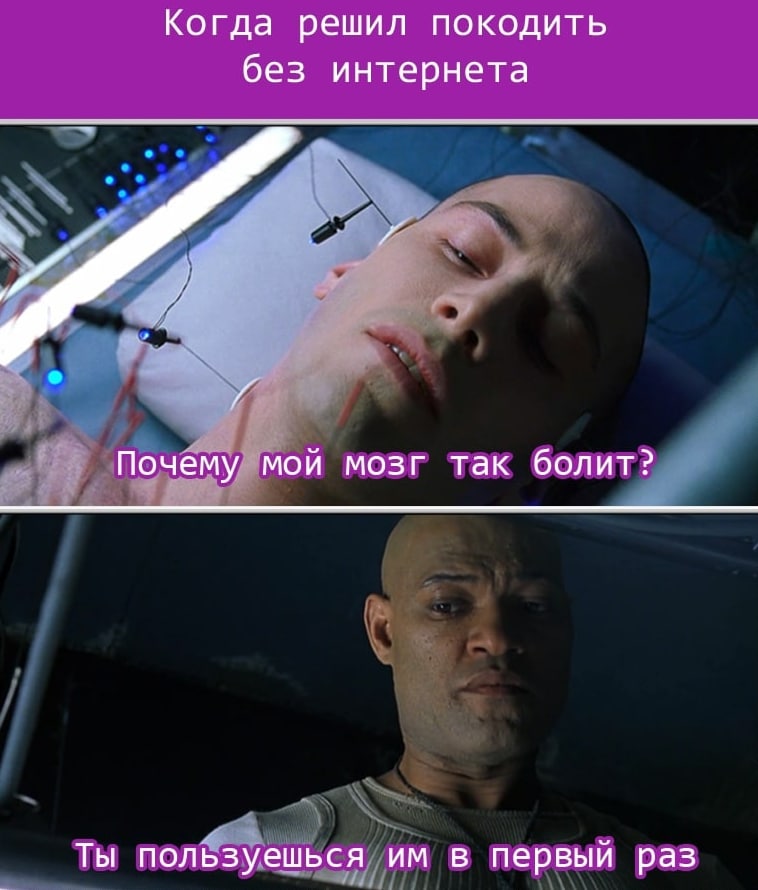 Когда решил покодить
без интернета
Почему мой мозг так болит?
Ты пользуешься им в первый раз